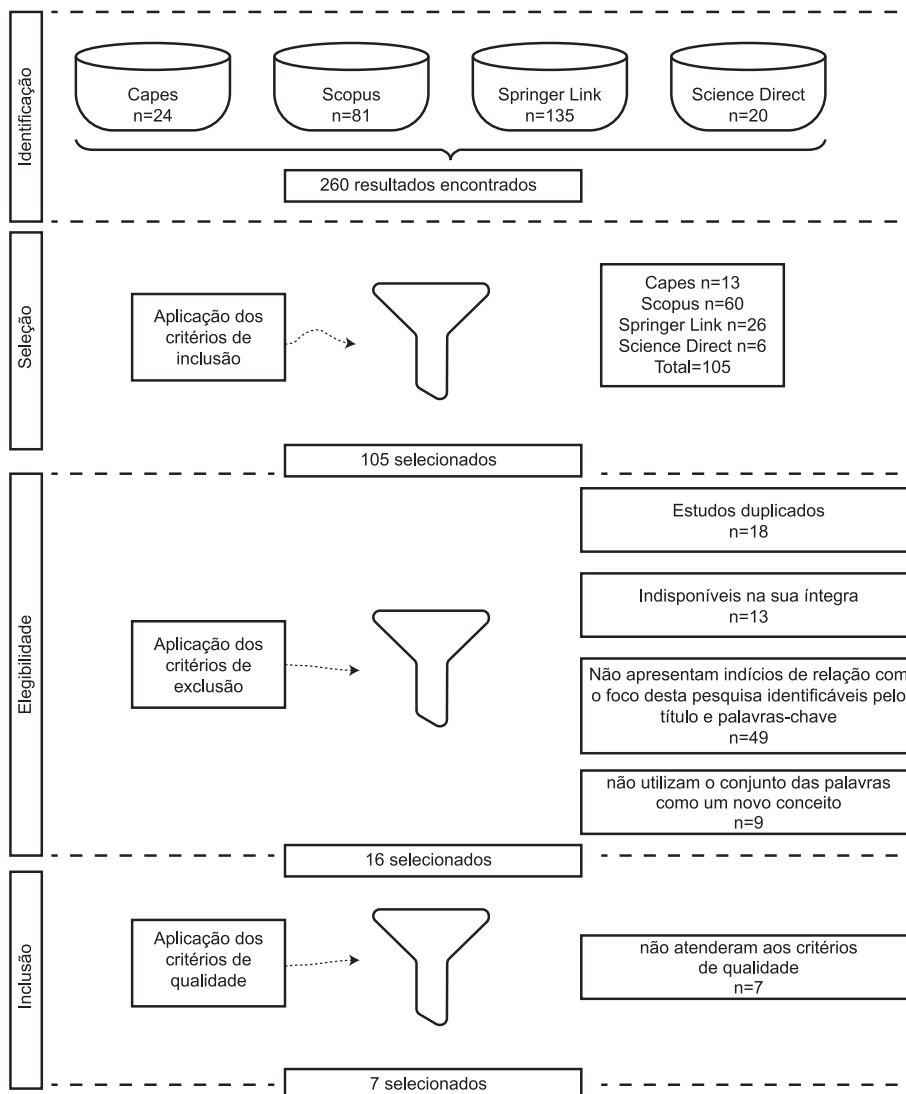 Identificação
Capes
n=24
Scopus
n=81
Springer Link
n=135
Science Direct
n=20
260 resultados encontrados
Seleção
Aplicação dos
critérios de
inclusão
Capes n=13
Scopus n=60
Springer Link n=26
Science Direct n=6
Total=105
105 selecionados
Elegibilidade
Aplicação dos
critérios de
exclusão
Estudos duplicados
n=18
Indisponíveis na sua íntegra
n=13
Não apresentam indícios de relação com
o foco desta pesquisa identificáveis pelo
título e palavras-chave
n=49
não utilizam o conjunto das palavras
como um novo conceito
n=9
16 selecionados
Inclusão
Aplicação dos
critérios de
qualidade
não atenderam aos critérios
de qualidade
n=7
7 selecionados